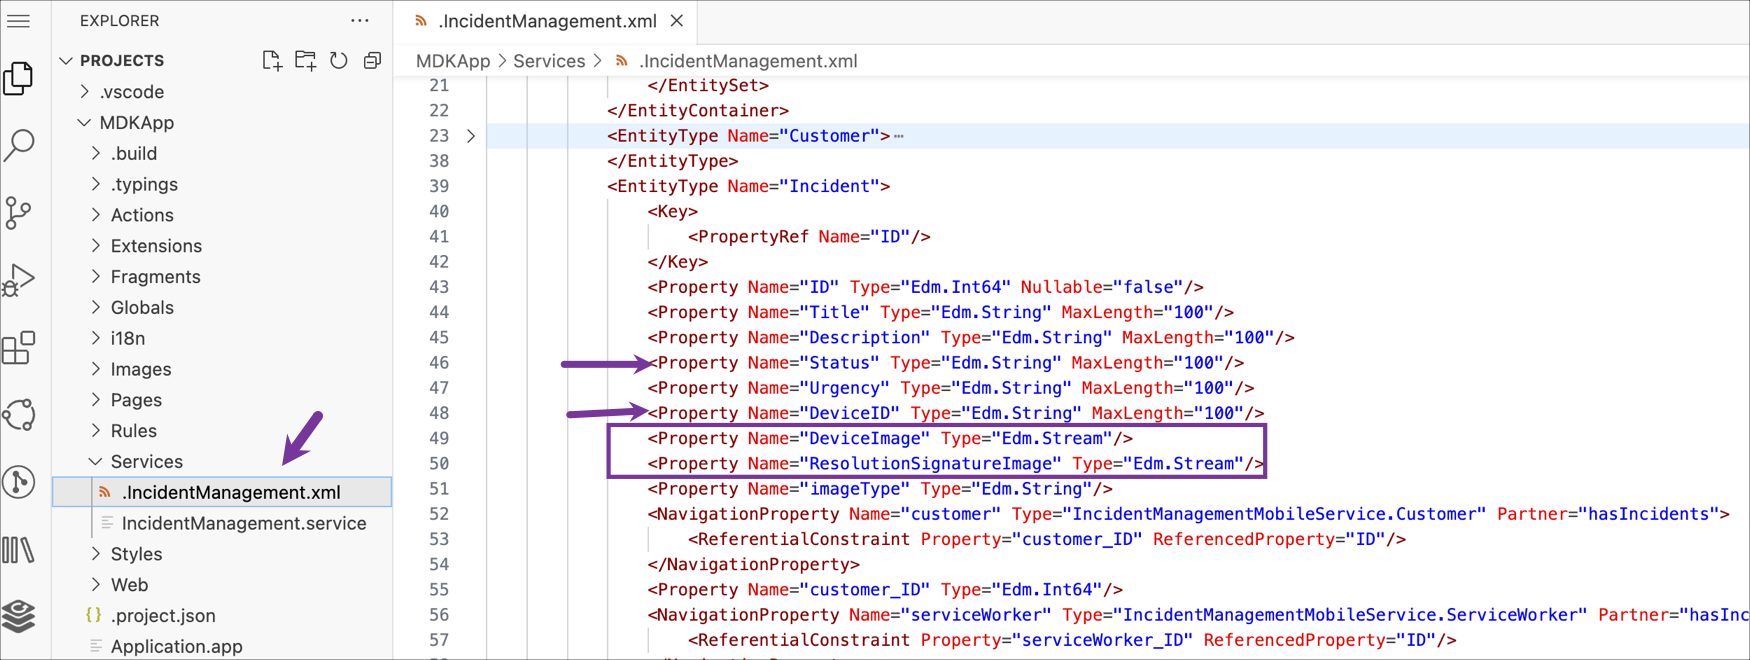 EXPLORER
PROJECTS
.vscode
MDKApp
.build
.typings
Actions
Extensions
Fragments
Globals
i18n
Images
Pages
Rules
Services
.IncidentManagement.xml
IncidentManagement.service
Styles
Web
{} .project.json
Application.app
.IncidentManagement.xml
MDKApp > Services > .IncidentManagement.xml
21 </EntitySet>
22 </EntityContainer>
23 <EntityType Name="Customer"> ⋯
38 </EntityType>
39 <EntityType Name="Incident">
40 <Key>
41 <PropertyRef Name="ID"/>
42 </Key>
43 <Property Name="ID" Type="Edm.Int64" Nullable="false"/>
44 <Property Name="Title" Type="Edm.String" MaxLength="100"/>
45 <Property Name="Description" Type="Edm.String" MaxLength="100"/>
46 <Property Name="Status" Type="Edm.String" MaxLength="100"/>
47 <Property Name="Urgency" Type="Edm.String" MaxLength="100"/>
48 <Property Name="DeviceID" Type="Edm.String" MaxLength="100"/>
49 <Property Name="DeviceImage" Type="Edm.Stream"/>
50 <Property Name="ResolutionSignatureImage" Type="Edm.Stream"/>
51 <Property Name="imageType" Type="Edm.String"/>
52 <NavigationProperty Name="customer" Type="IncidentManagementMobileService.Customer" Partner="hasIncidents">
53 <ReferentialConstraint Property="customer_ID" ReferencedProperty="ID"/>
54 </NavigationProperty>
55 <Property Name="customer_ID" Type="Edm.Int64"/>
56 <NavigationProperty Name="serviceWorker" Type="IncidentManagementMobileService.ServiceWorker" Partner="hasInc
57 <ReferentialConstraint Property="serviceWorker_ID" ReferencedProperty="ID"/>